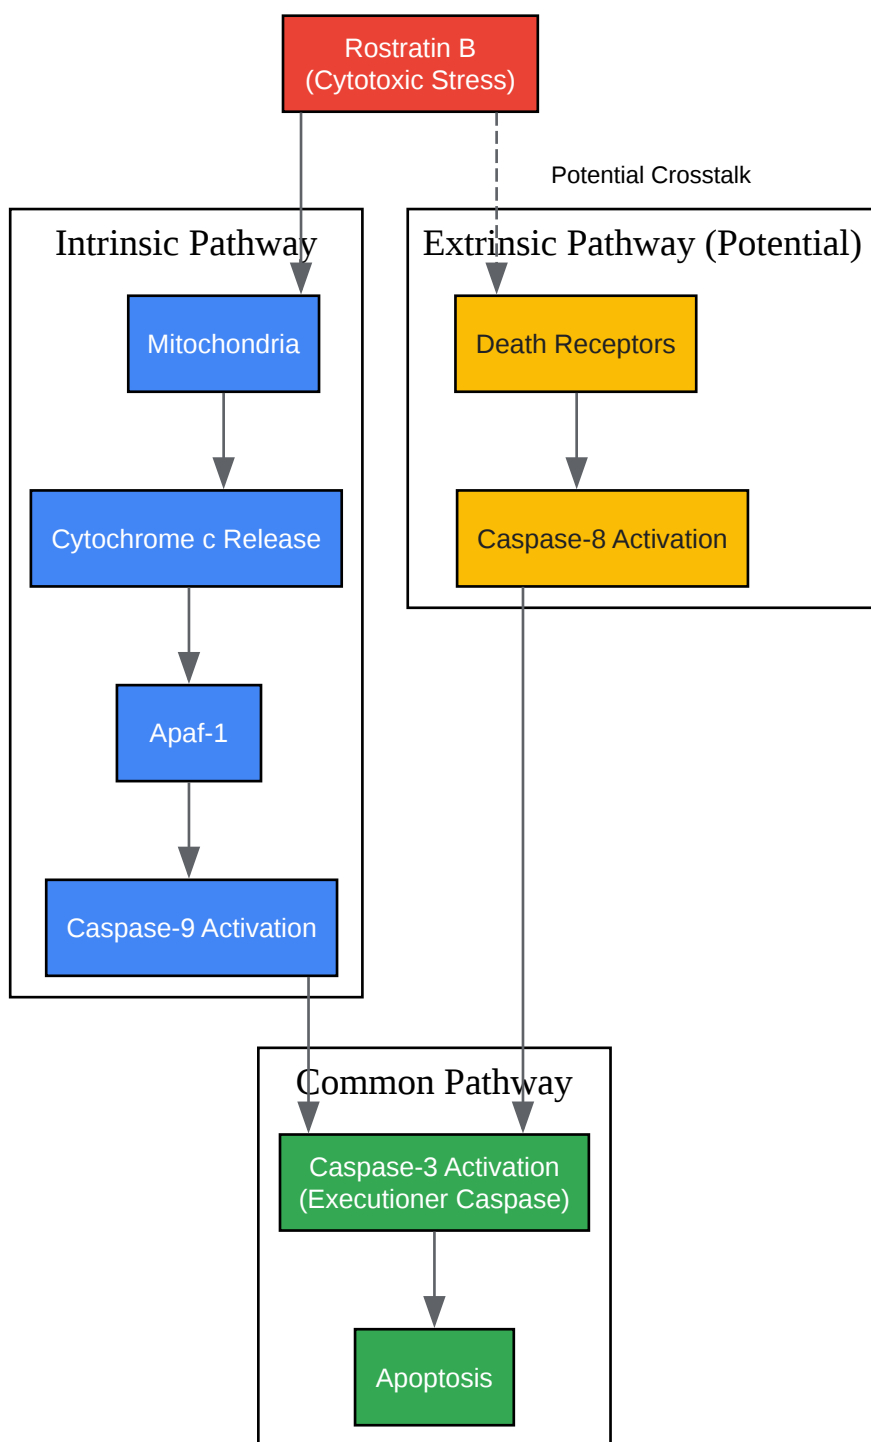 Rostratin B
(Cytotoxic Stress)
Potential Crosstalk
Intrinsic Pathway
Extrinsic Pathway (Potential)
Mitochondria
Death Receptors
Cytochrome c Release
Caspase-8 Activation
Apaf-1
Caspase-9 Activation
Common Pathway
Caspase-3 Activation
(Executioner Caspase)
Apoptosis